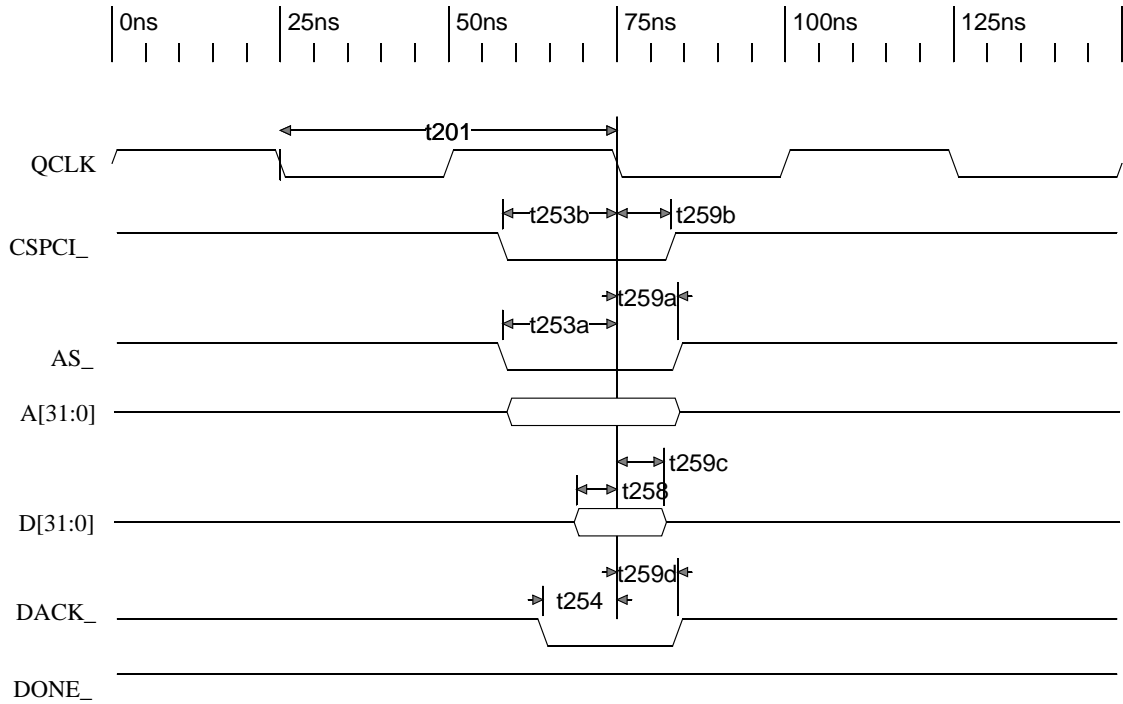 0ns 25ns 50ns 75ns 100ns 125ns
t201
QCLK
t253b t259b
CSPCI_
t259a
t253a
AS_
A[31:0]
t259c
t258
D[31:0]
t259d
t254
DACK_
DONE_